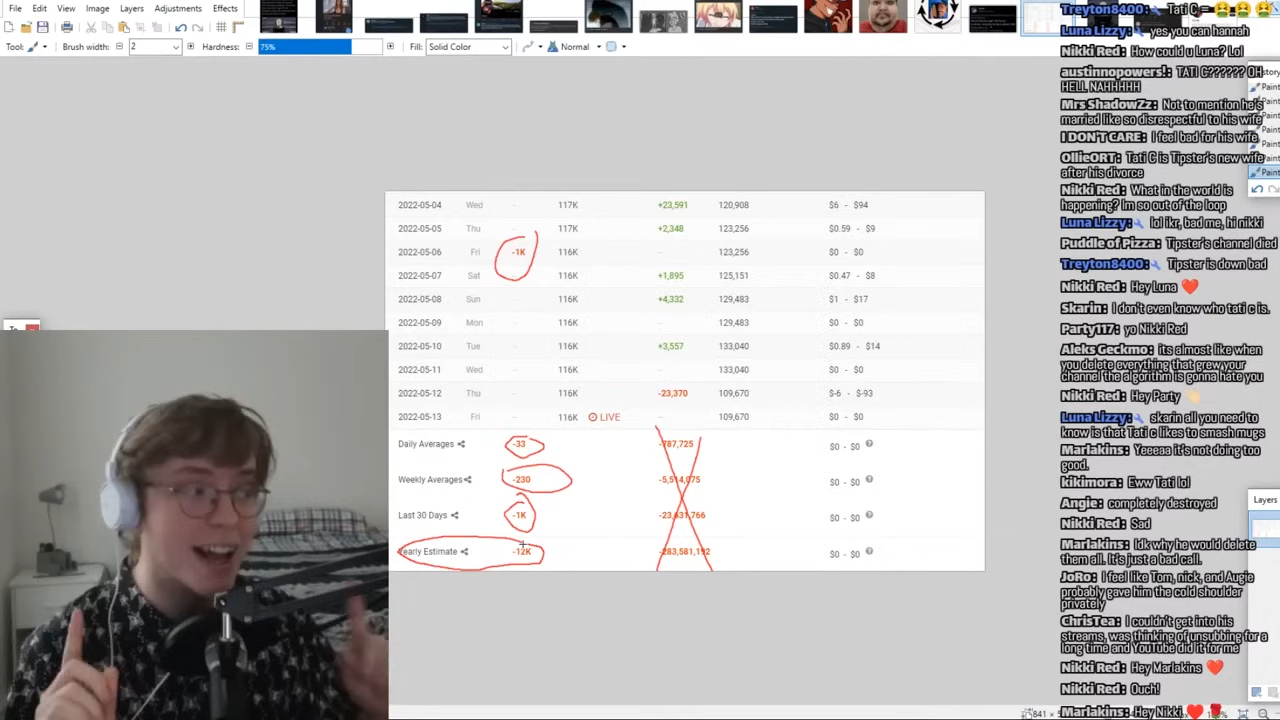 Edit View Image Layers Adjustments Effects
Tool: Brush width: 2 Hardness: 75% Fill: Solid Color Normal
2022-05-04 Wed – 117K +23,591 120,908 $6 - $94
2022-05-05 Thu – 117K +2,348 123,256 $0.59 - $9
2022-05-06 Fri -1K 116K – 123,256 $0 - $0
2022-05-07 Sat – 116K +1,895 125,151 $0.47 - $8
2022-05-08 Sun – 116K +4,332 129,483 $1 - $17
2022-05-09 Mon – 116K – 129,483 $0 - $0
2022-05-10 Tue – 116K +3,557 133,040 $0.89 - $14
2022-05-11 Wed – 116K – 133,040 $0 - $0
2022-05-12 Thu – 116K -23,370 109,670 $-6 - $-93
2022-05-13 Fri – 116K LIVE – 109,670 $0 - $0
Daily Averages -33 -787,725 $0 - $0
Weekly Averages -230 -5,514,075 $0 - $0
Last 30 Days -1K -23,631,766 $0 - $0
Yearly Estimate -12K -283,581,192 $0 - $0
Treyton8400: Tati C =
Luna Lizzy: yes you can hannah
Nikki Red: How could u Luna? Lol
austinnopowers!: TATI C?????? OH
HELL NAHHHHH
Mrs ShadowZz: Not to mention he's
married like so disrespectful to his wife
I DON'T CARE: I feel bad for his wife
OllieORT: Tati C is Tipster's new wife
after his divorce
Nikki Red: What in the world is
happening? Im so out of the loop
Luna Lizzy: lol ikr, bad me, hi nikki
Puddle of Pizza: Tipster's channel died
Treyton8400: Tipster is down bad
Nikki Red: Hey Luna
Skarin: I don't even know who tati c is.
Party117: yo Nikki Red
Aleks Geckmo: its almost like when
you delete everything that grew your
channel the algorithm is gonna hate you
Nikki Red: Hey Party
Luna Lizzy: skarin all you need to
know is that Tati C likes to smash mugs
Marlakins: Yeeeaa it's not doing too
good.
kikimora: Eww Tati lol
Angie: completely destroyed
Nikki Red: Sad
Marlakins: Idk why he would delete
them all. It's just a bad call.
JoRo: I feel like Tom, nick, and Augie
probably gave him the cold shoulder
privately
ChrisTea: I couldn't get into his
streams, was thinking of unsubbing for a
long time and YouTube did it for me
Nikki Red: Hey Marlakins
Nikki Red: Ouch!
Marlakins: Hey Nikki
Layers